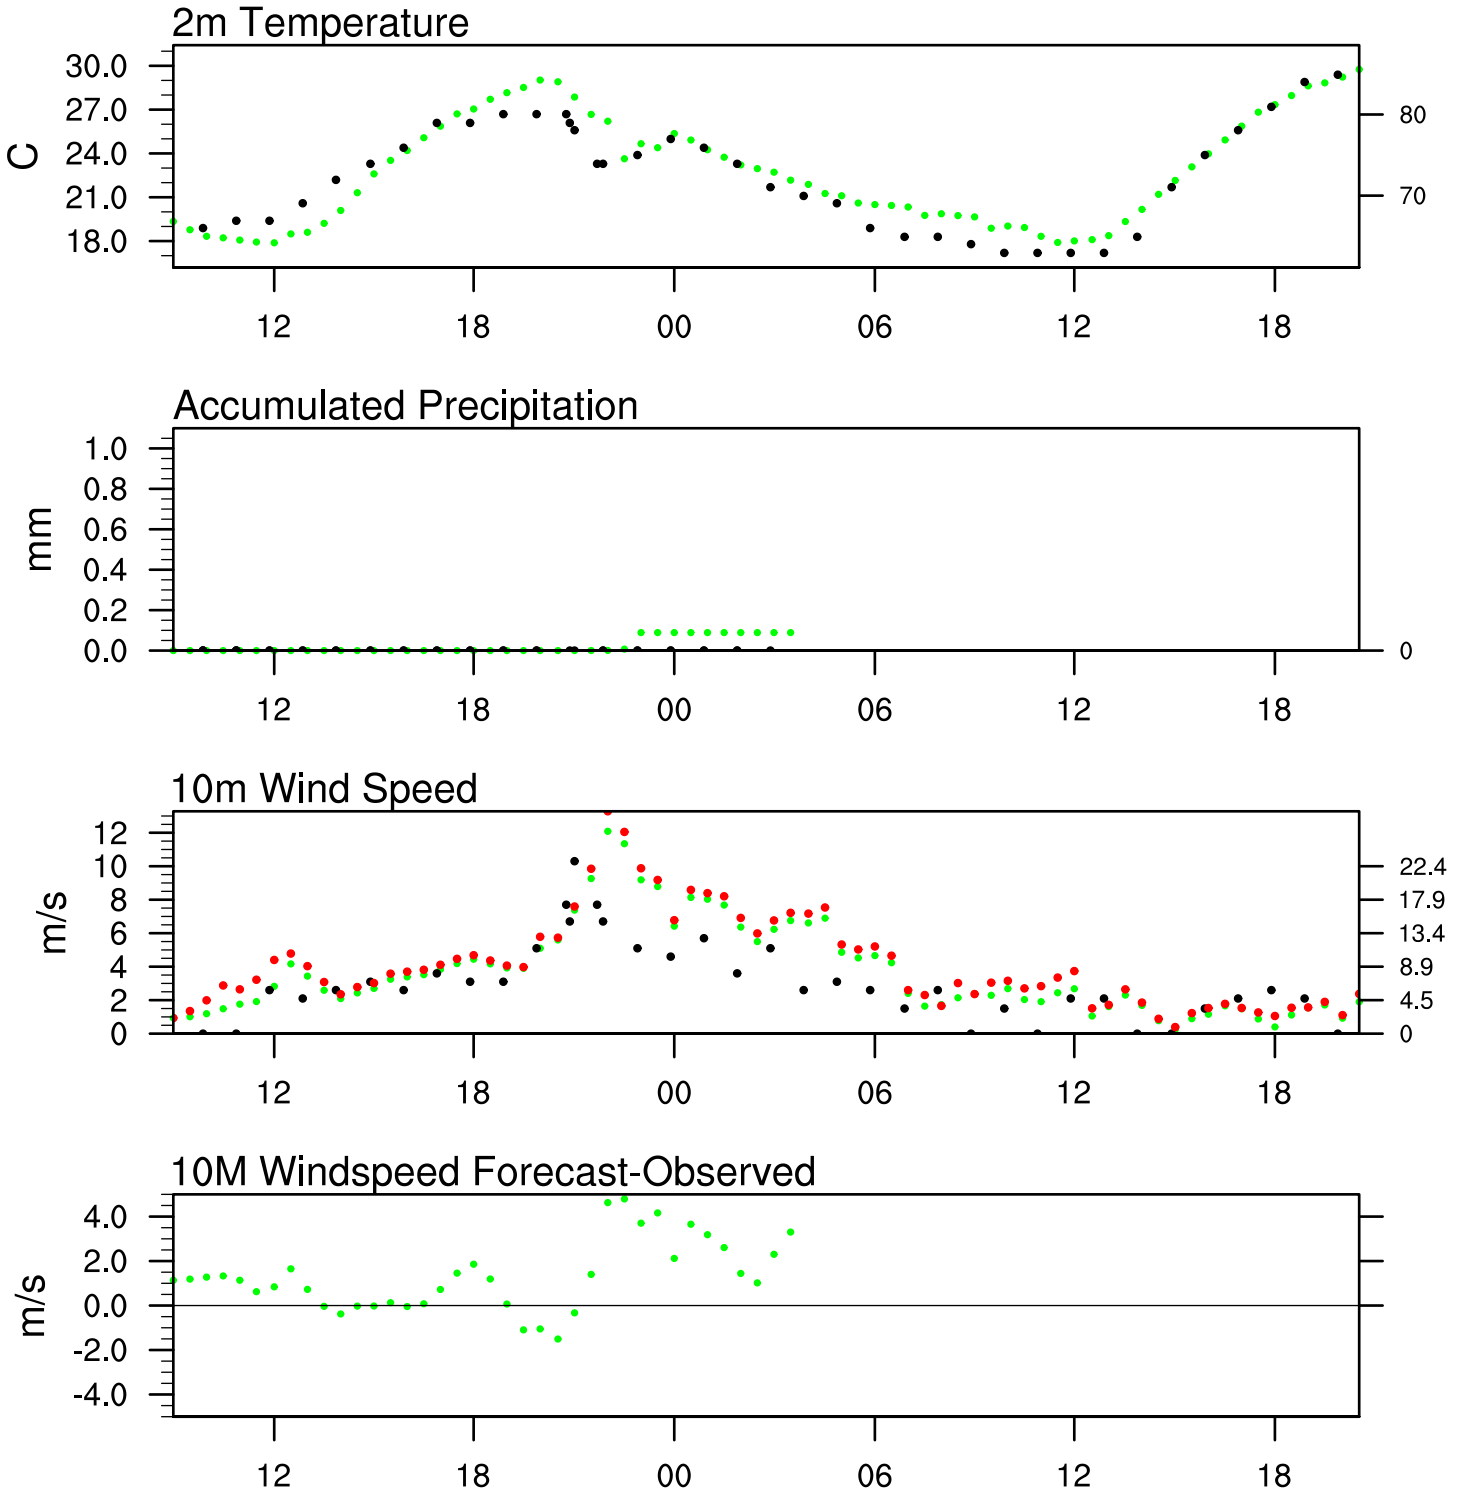 2m Temperature
30.0
27.0
24.0
21.0
18.0
C
80
70
12 18 00 06 12 18
Accumulated Precipitation
1.0
0.8
0.6
0.4
0.2
0.0
mm
0
12 18 00 06 12 18
10m Wind Speed
12
10
8
6
4
2
0
m/s
22.4
17.9
13.4
8.9
4.5
0
12 18 00 06 12 18
10M Windspeed Forecast-Observed
4.0
2.0
0.0
-2.0
-4.0
m/s
12 18 00 06 12 18